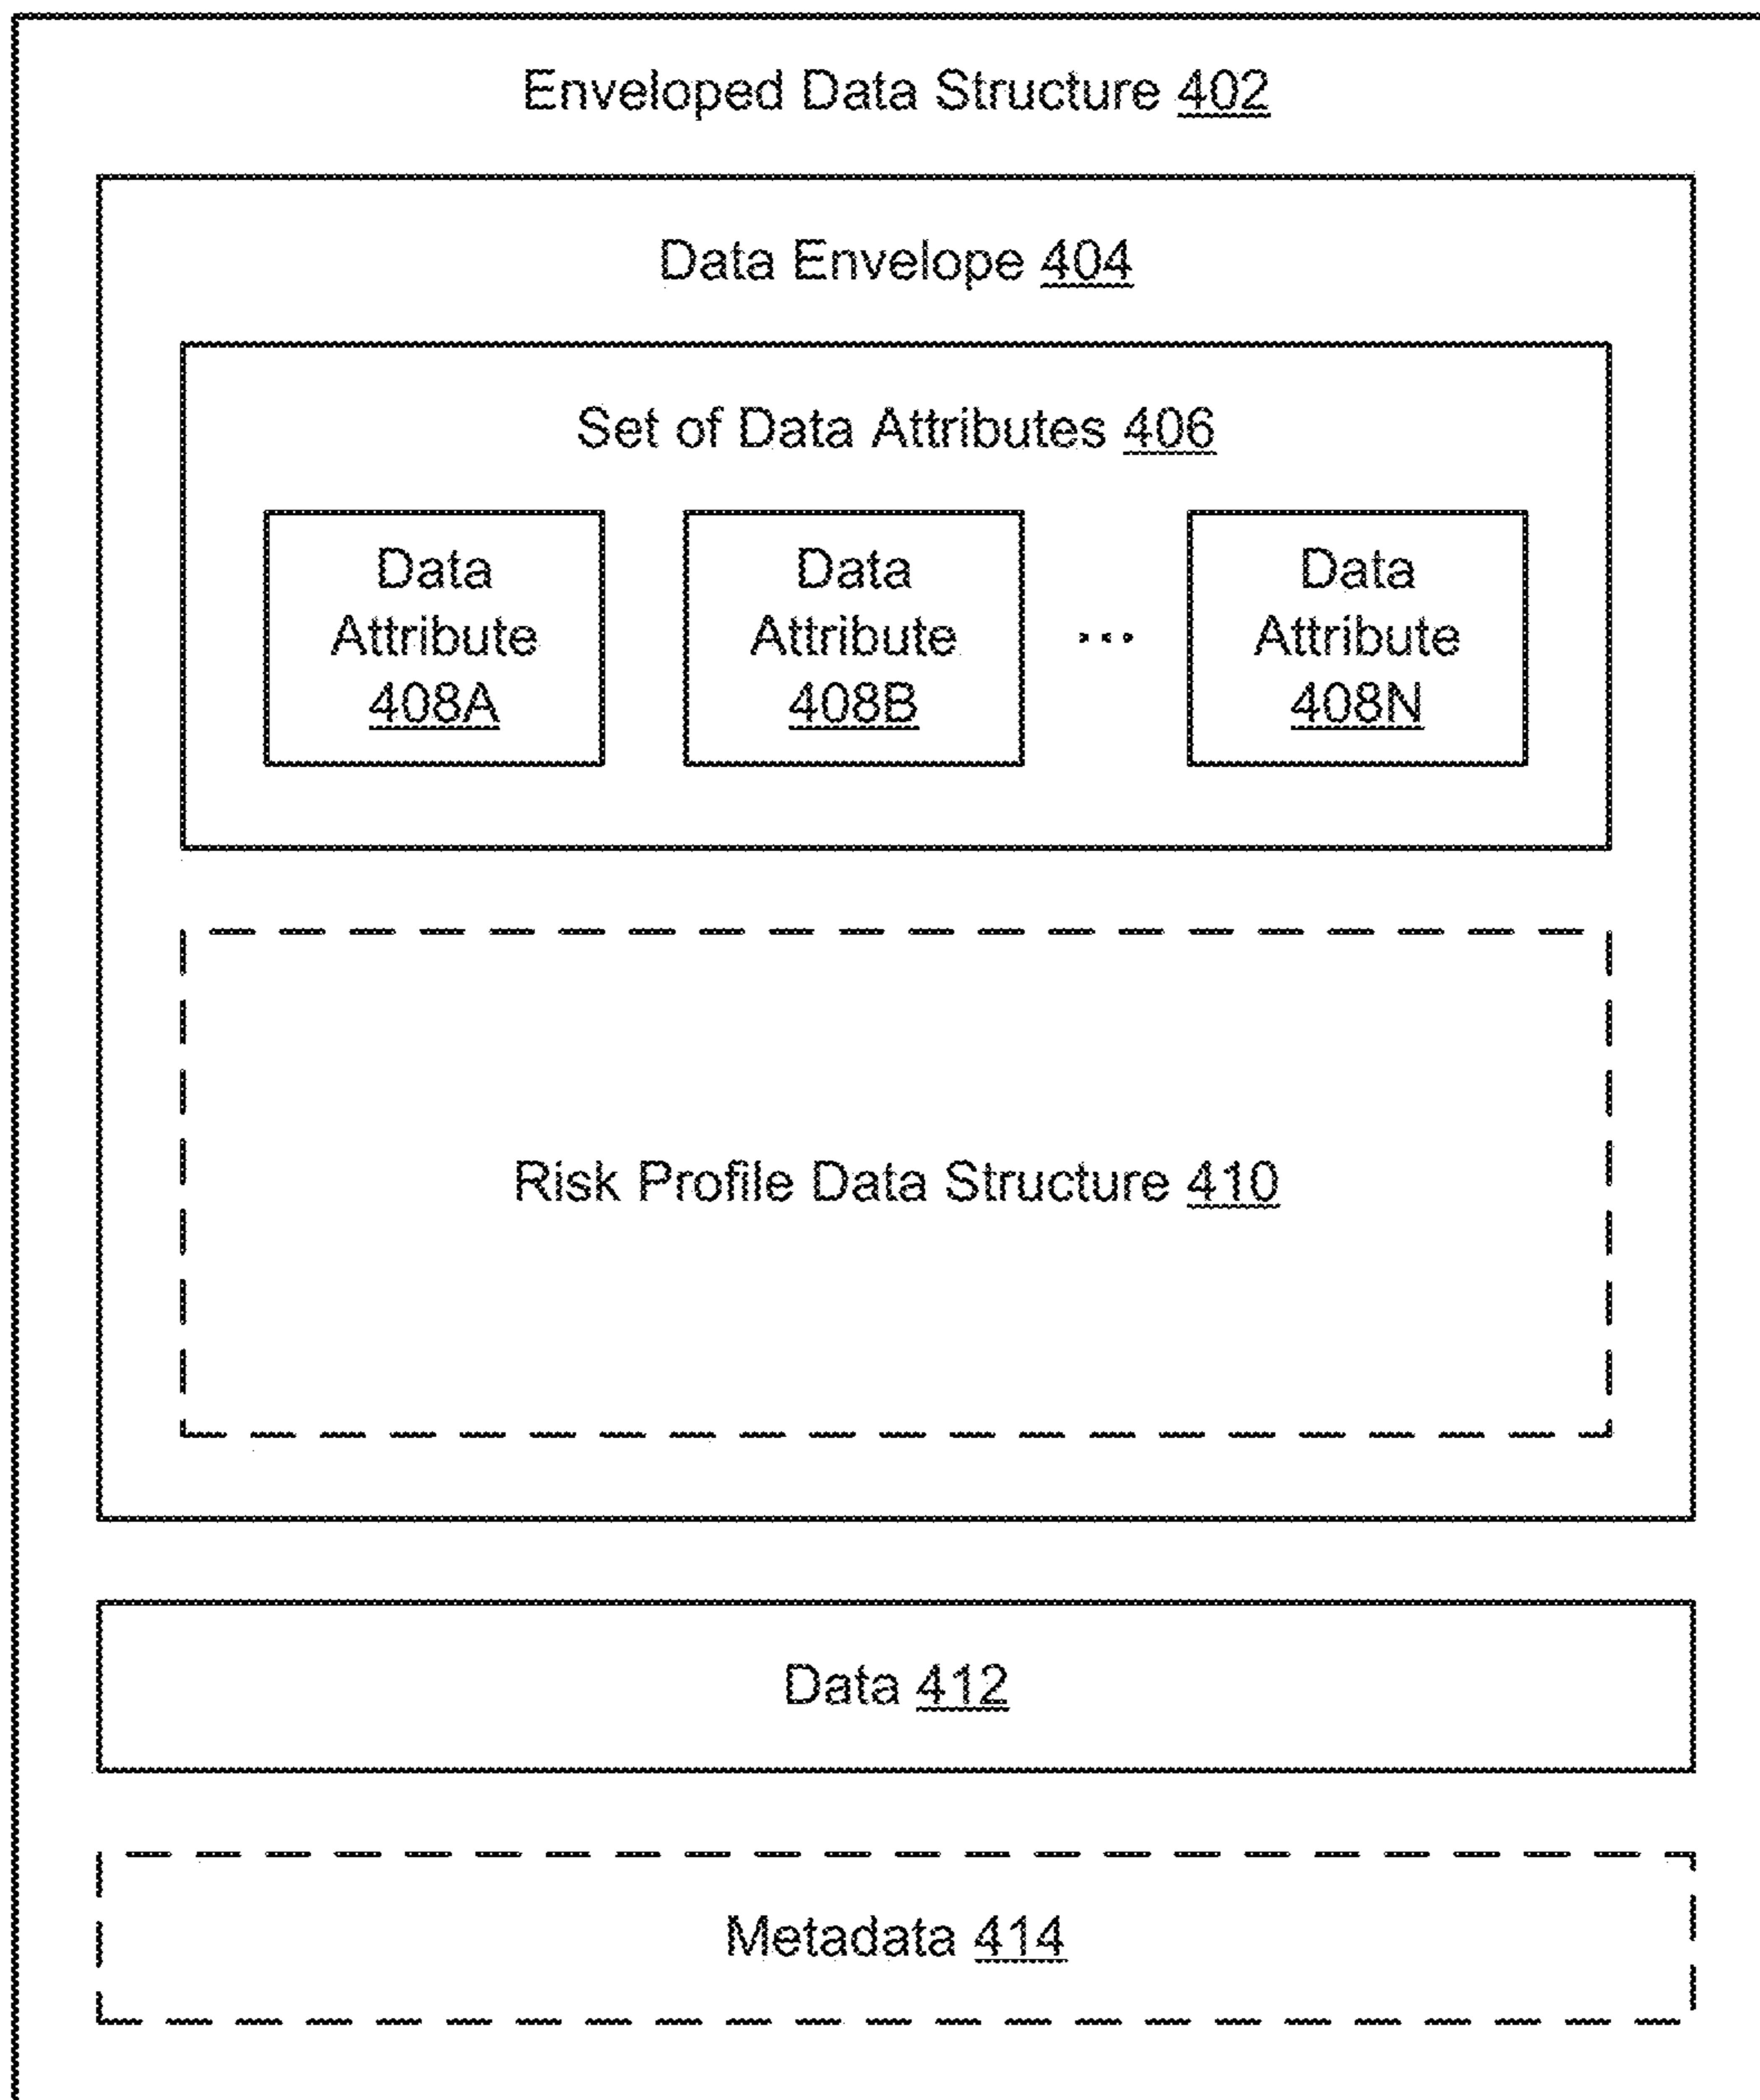 Enveloped Data Structure 402
Data Envelope 404
Set of Data Attributes 406
Data
Attribute
408A
Data
Attribute
408B
...
Data
Attribute
408N
Risk Profile Data Structure 410
Data 412
Metadata 414